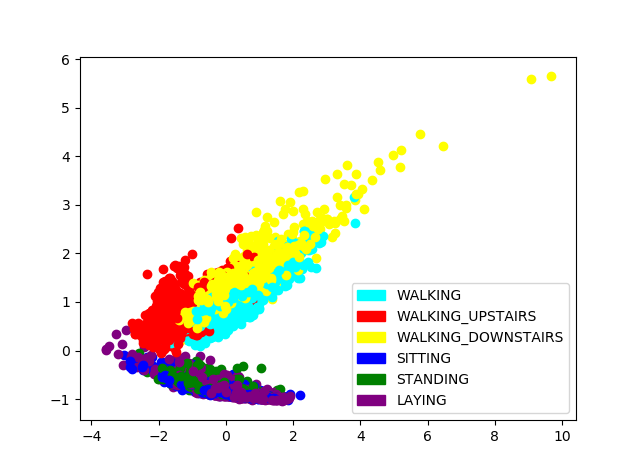 6
5
4
3
2
1
0
−1
−4
−2
0
2
4
6
8
10
WALKING
WALKING_UPSTAIRS
WALKING_DOWNSTAIRS
SITTING
STANDING
LAYING